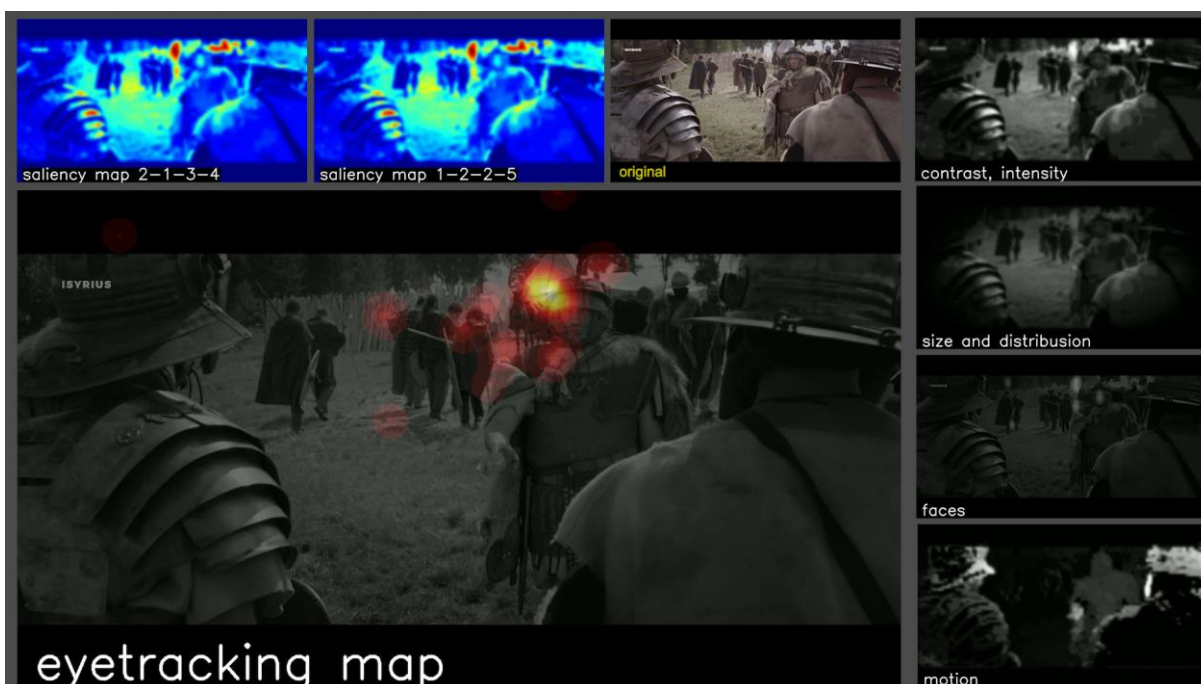 saliency map 2-1-3-4
saliency map 1-2-2-5
original
contrast, intensity
ISYRIUS
size and distribusion
faces
eyetracking map
motion